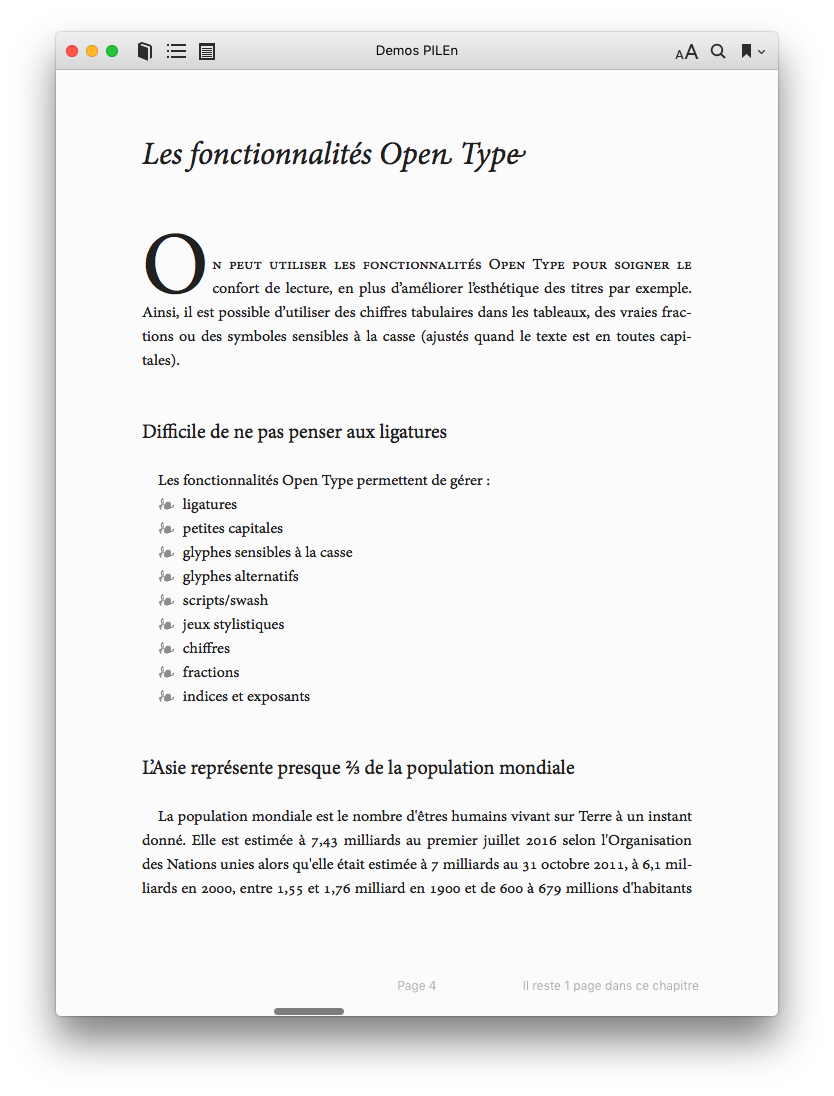 Demos PILEn
AA
Les fonctionnalités Open Type
On peut utiliser les fonctionnalités Open Type pour soigner le
confort de lecture, en plus d’améliorer l’esthétique des titres par exemple.
Ainsi, il est possible d’utiliser des chiffres tabulaires dans les tableaux, des vraies frac-
tions ou des symboles sensibles à la casse (ajustés quand le texte est en toutes capi-
tales).
Difficile de ne pas penser aux ligatures
Les fonctionnalités Open Type permettent de gérer :
ligatures
petites capitales
glyphes sensibles à la casse
glyphes alternatifs
scripts/swash
jeux stylistiques
chiffres
fractions
indices et exposants
L’Asie représente presque ⅔ de la population mondiale
La population mondiale est le nombre d'êtres humains vivant sur Terre à un instant
donné. Elle est estimée à 7,43 milliards au premier juillet 2016 selon l'Organisation
des Nations unies alors qu'elle était estimée à 7 milliards au 31 octobre 2011, à 6,1 mil-
liards en 2000, entre 1,55 et 1,76 milliard en 1900 et de 600 à 679 millions d'habitants
Page 4
Il reste 1 page dans ce chapitre